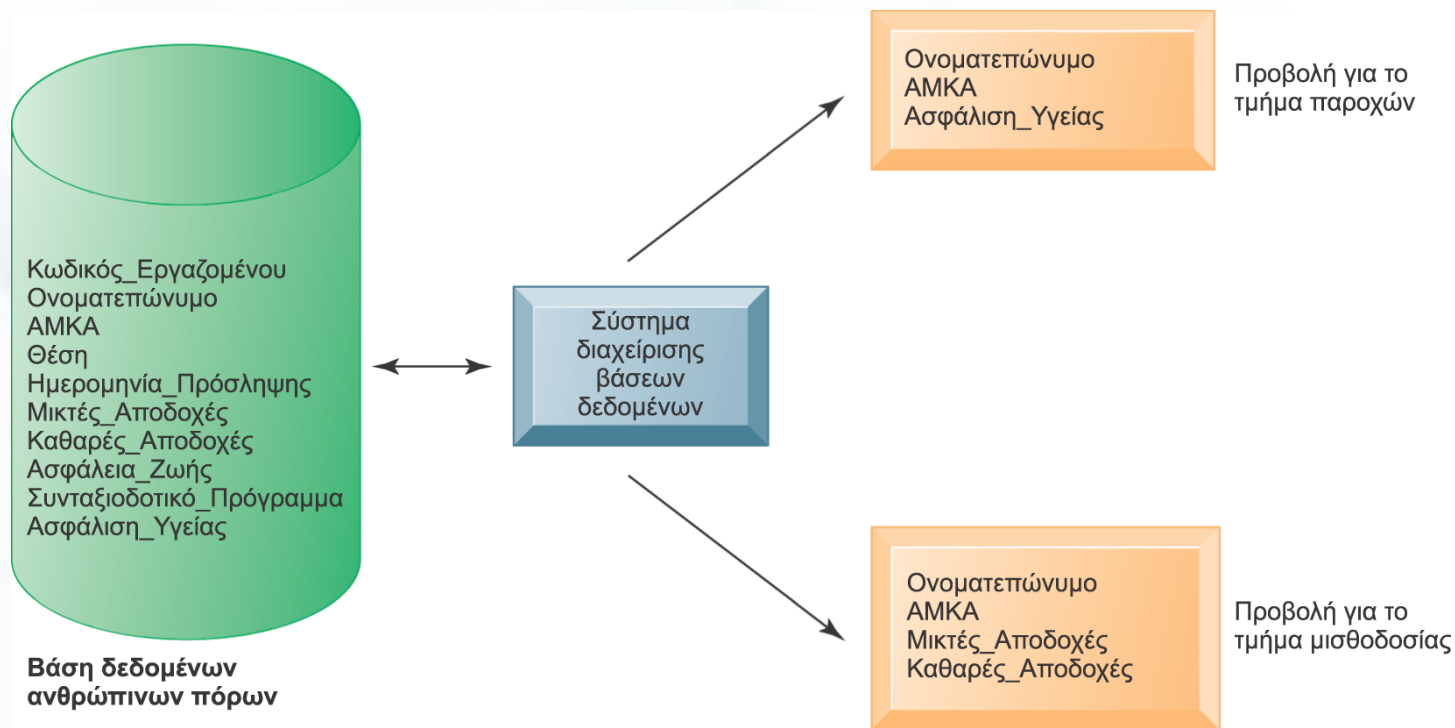 Κωδικός_Εργαζομένου
Ονοματεπώνυμο
ΑΜΚΑ
Θέση
Ημερομηνία_Πρόσληψης
Μικτές_Αποδοχές
Καθαρές_Αποδοχές
Ασφάλεια_Ζωής
Συνταξιοδοτικό_Πρόγραμμα
Ασφάλιση_Υγείας
Βάση δεδομένων
ανθρώπινων πόρων
Σύστημα
διαχείρισης
βάσεων
δεδομένων
Ονοματεπώνυμο
ΑΜΚΑ
Ασφάλιση_Υγείας
Προβολή για το
τμήμα παροχών
Ονοματεπώνυμο
ΑΜΚΑ
Μικτές_Αποδοχές
Καθαρές_Αποδοχές
Προβολή για το
τμήμα μισθοδοσίας